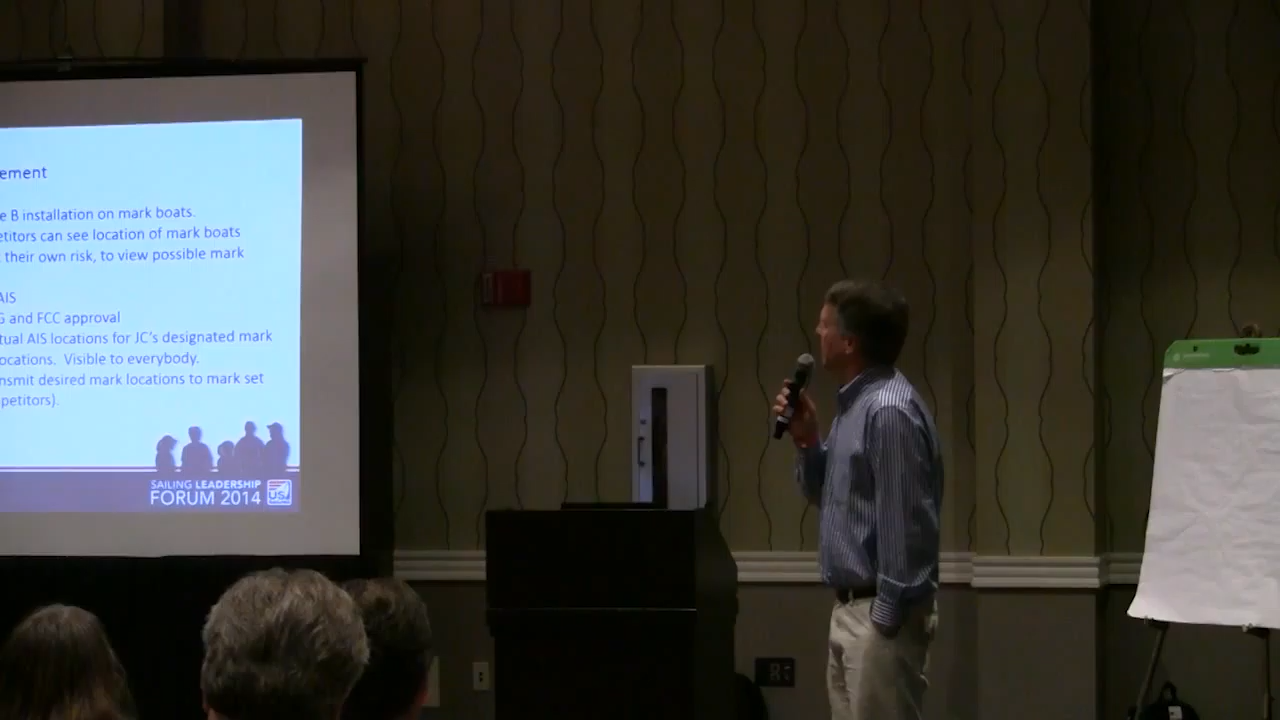 ement
e B installation on mark boats.
etitors can see location of mark boats
their own risk, to view possible mark
AIS
G and FCC approval
tual AIS locations for JC's designated mark
ocations. Visible to everybody.
nsmit desired mark locations to mark set
petitors).
SAILING LEADERSHIP
FORUM 2014
US